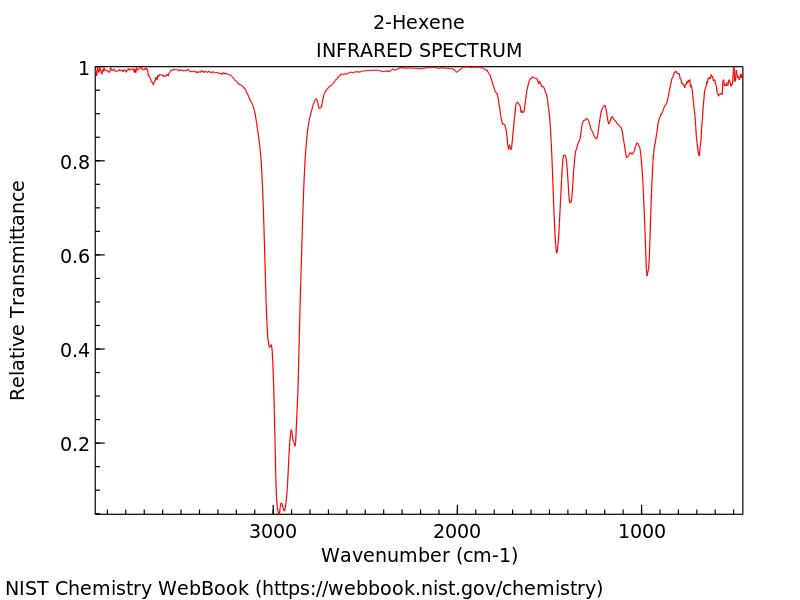 2-Hexene
INFRARED SPECTRUM
Relative Transmittance
1
0.8
0.6
0.4
0.2
3000 2000 1000
Wavenumber (cm-1)
NIST Chemistry WebBook (https://webbook.nist.gov/chemistry)